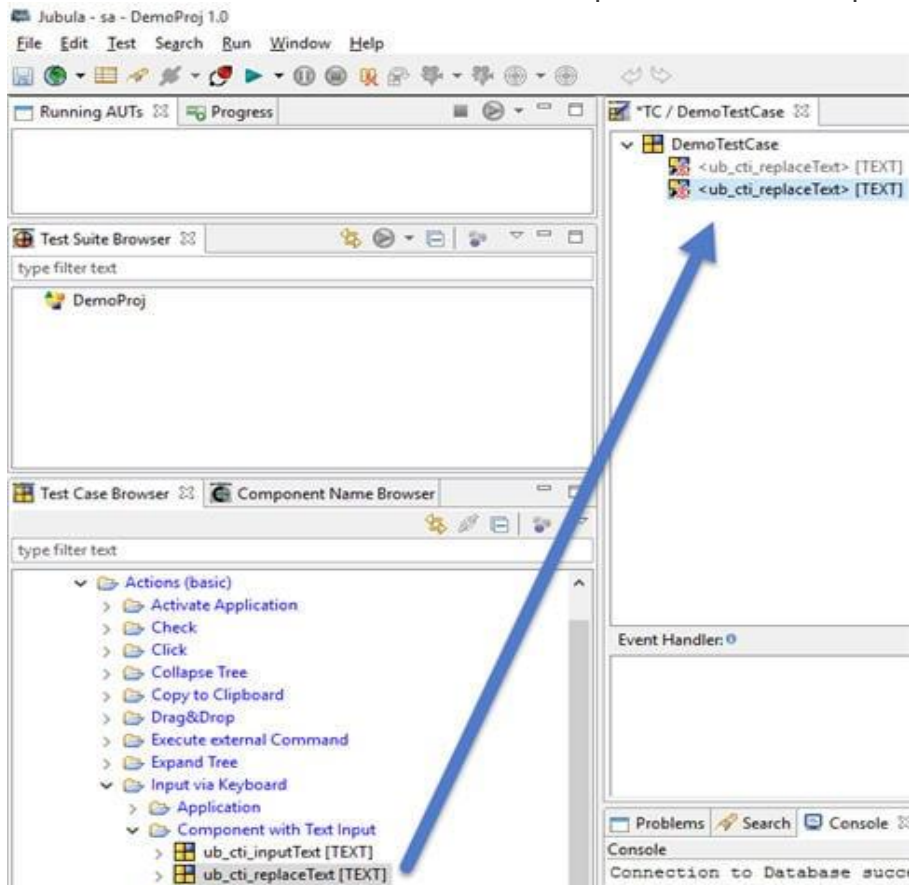 Jubula - sa - DemoProj 1.0
File Edit Test Search Run Window Help
Running AUTs Progress
Test Suite Browser
type filter text
DemoProj
Test Case Browser Component Name Browser
type filter text
Actions (basic)
Activate Application
Check
Click
Collapse Tree
Copy to Clipboard
Drag&Drop
Execute external Command
Expand Tree
Input via Keyboard
Application
Component with Text Input
ub_cti_inputText [TEXT]
ub_cti_replaceText [TEXT]
*TC / DemoTestCase
DemoTestCase
<ub_cti_replaceText> [TEXT]
<ub_cti_replaceText> [TEXT]
Event Handler:
Problems Search Console
Console
Connection to Database succe